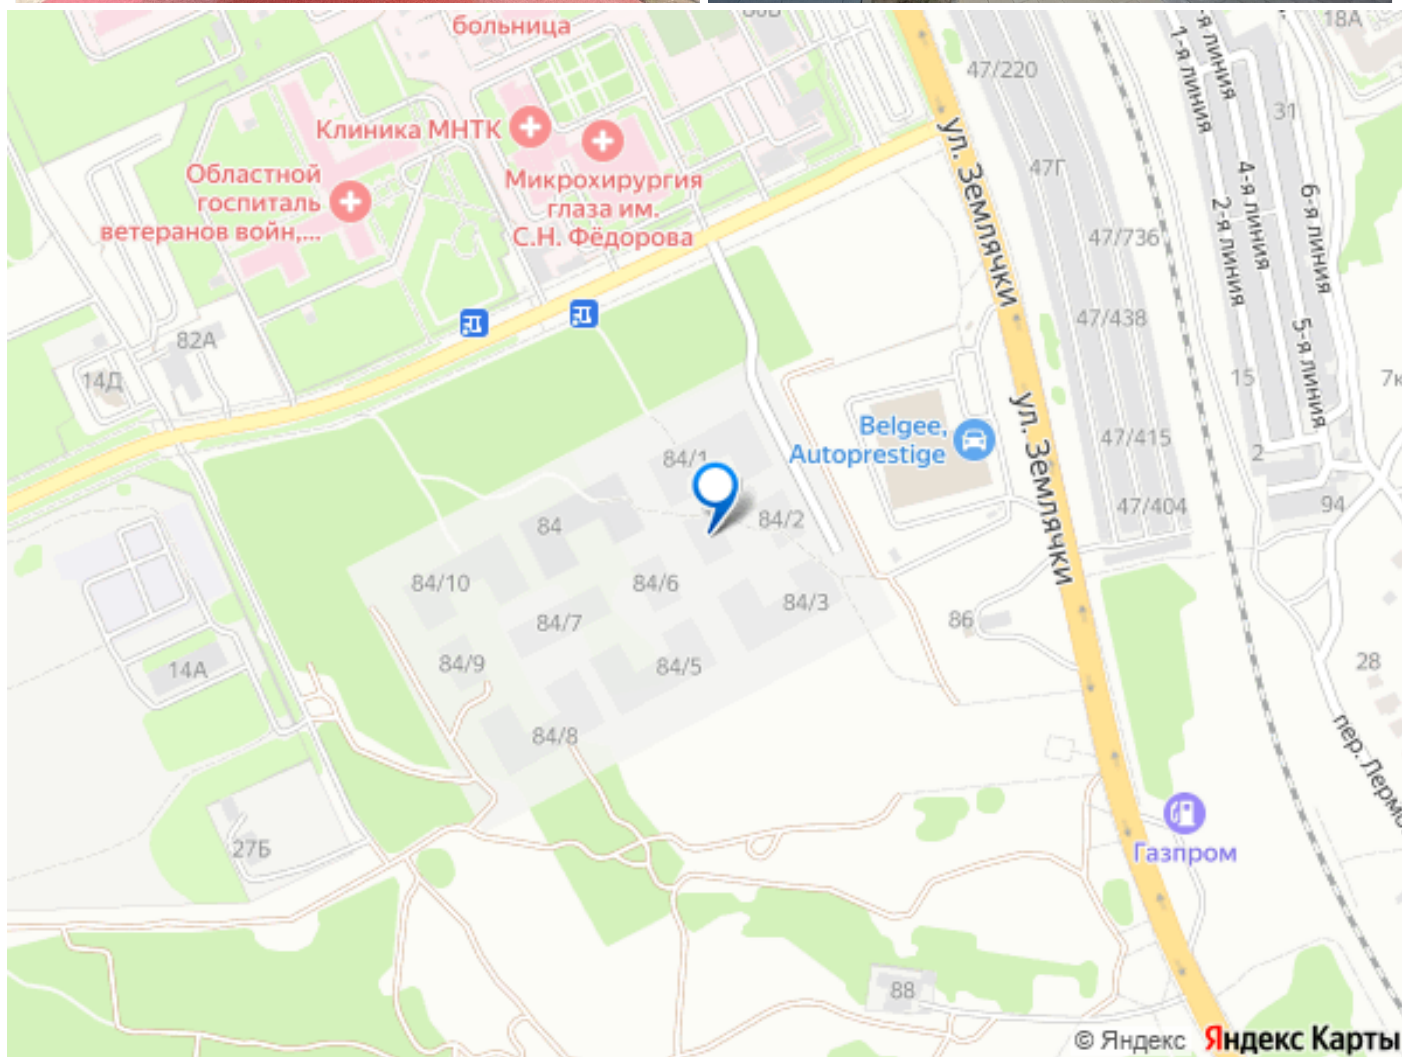 больница
18А
47/220
я линия
1-я линия
31
Клиника МНТК
47Г
4-я линия
Областной
госпиталь
ветеранов войн,...
Микрохирургия
глаза им.
С.Н. Фёдорова
ул. Землячки
6-я линия
2-я линия
47/736
82А
47/438
5-я линия
14Д
15
7к
ул. Землячки
Belgee,
Autoprestige
47/415
84/1
2
84
84/2
47/404
94
84/10
84/6
84/3
84/7
86
84/9
84/5
14А
28
84/8
пер. Лермо
27Б
Газпром
88
© Яндекс Яндекс Карты